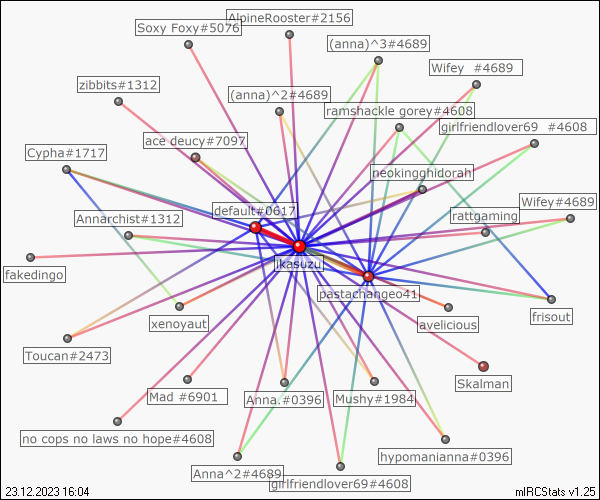 AlpineRooster#2156
Soxy Foxy#5076
(anna)^3#4689
Wifey  #4689
zibbits#1312
(anna)^2#4689
ramshackle gorey#4608
girlfriendlover69  #4608
ace deucy#7097
Cypha#1717
neokingghidorah
default#0617
Wifey#4689
Annarchist#1312
rattgaming
ikasuzu
fakedingo
pastachangeo41
frisout
xenoyaut
avelicious
Toucan#2473
Skalman
Mad #6901
Anna.#0396
Mushy#1984
no cops no laws no hope#4608
hypomanianna#0396
Anna^2#4689
girlfriendlover69#4608
23.12.2023 16:04
mIRCStats v1.25